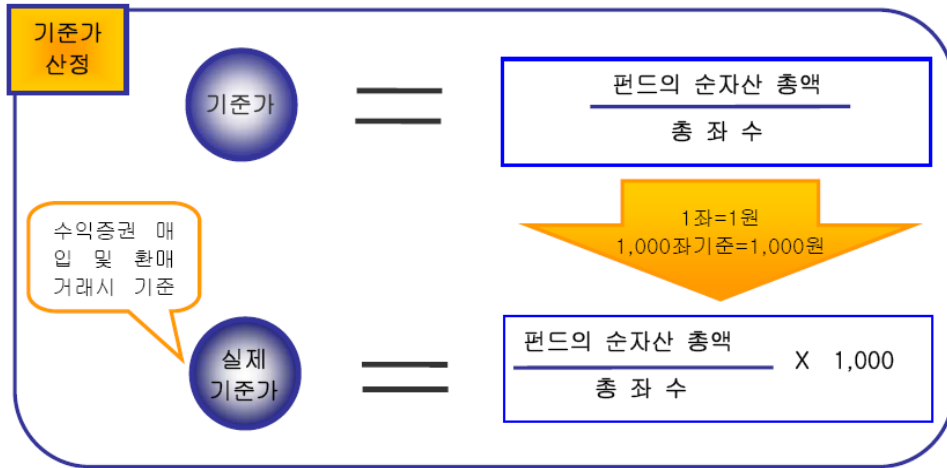 기준가
산정
기준가
펀드의 순자산 총액
총 좌 수
1좌=1원
1,000좌기준=1,000원
수익증권 매
입 및 환매
거래시 기준
실제
기준가
펀드의 순자산 총액
총 좌 수
X 1,000